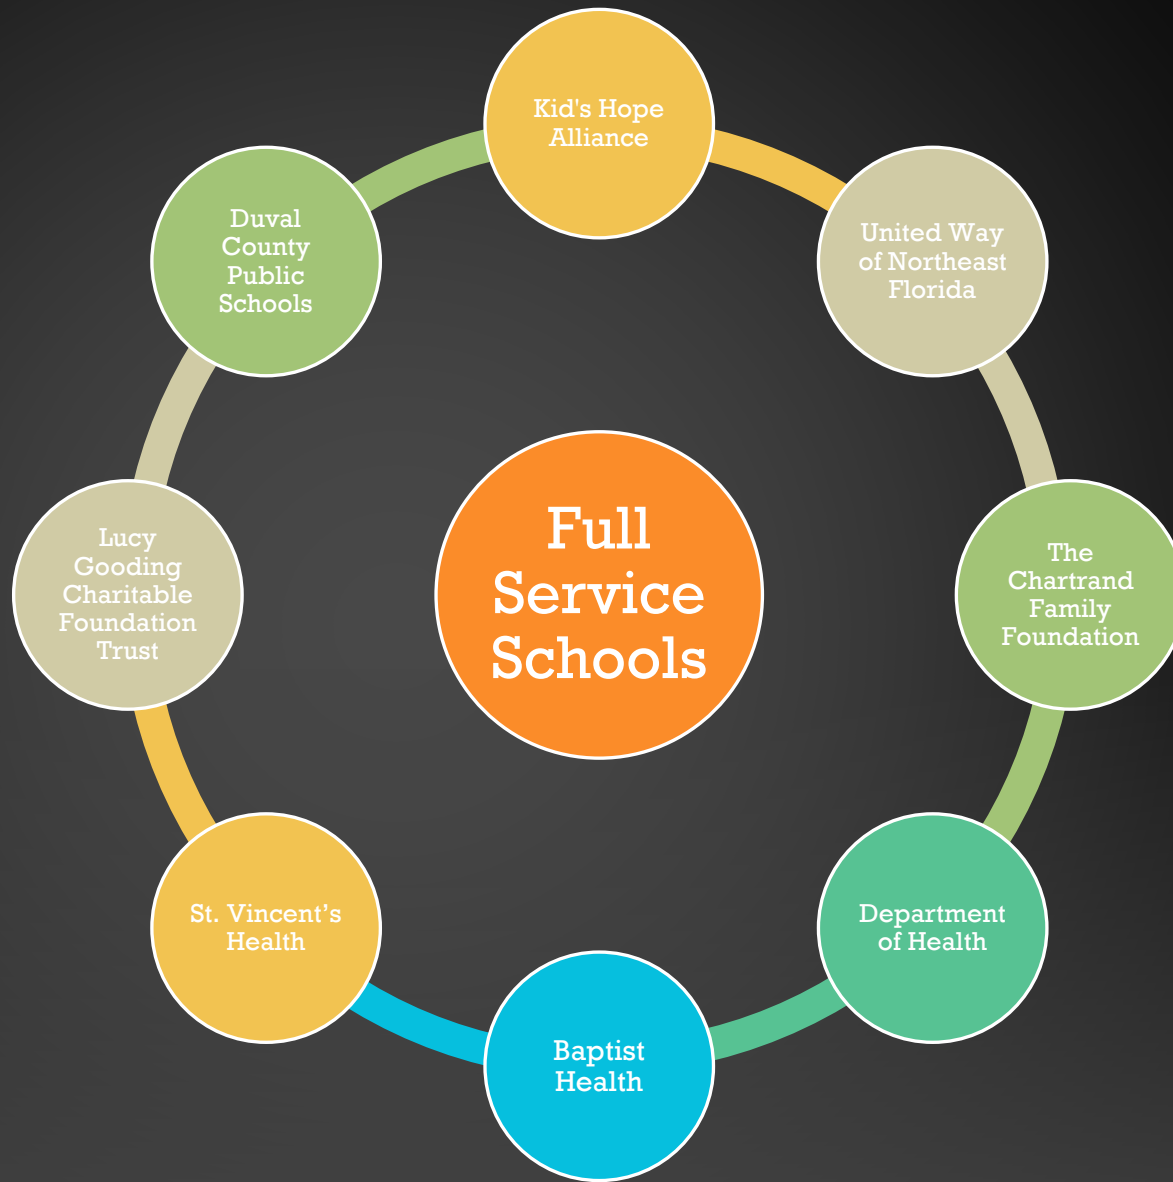 Kid's Hope
Alliance
United Way
of Northeast
Florida
The
Chartrand
Family
Foundation
Department
of Health
Baptist
Health
St. Vincent’s
Health
Lucy
Gooding
Charitable
Foundation
Trust
Duval
County
Public
Schools
Full
Service
Schools